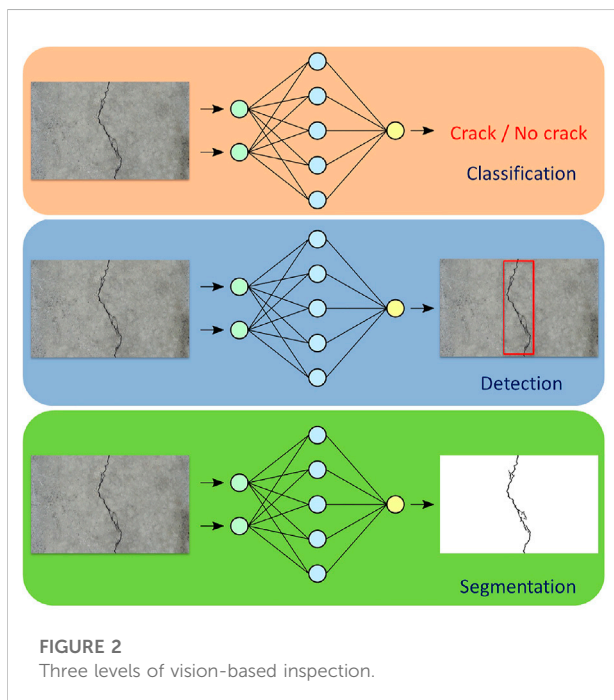 Crack / No crack
Classification
Detection
Segmentation
FIGURE 2
Three levels of vision-based inspection.